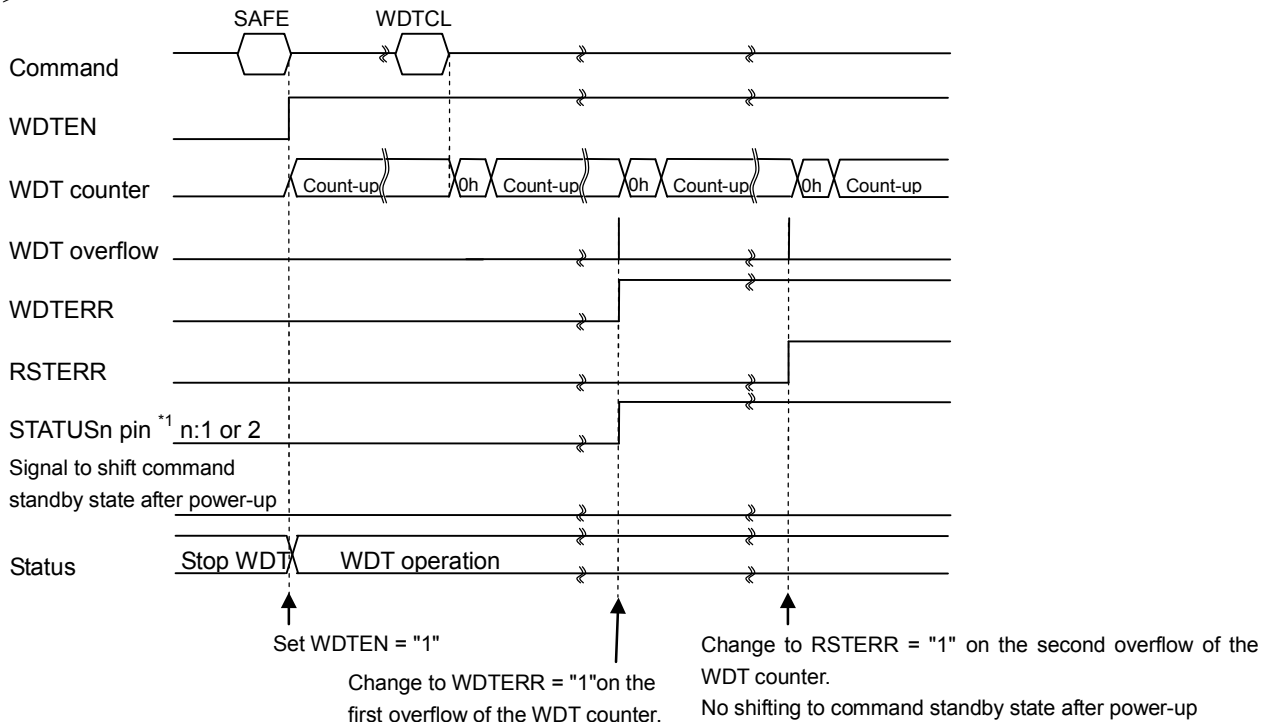 SAFE WDTCL
Command
WDTEN
WDT counter Count-up 0h Count-up 0h Count-up 0h Count-up
WDT overflow
WDTERR
RSTERR
STATUSn pin *1 n:1 or 2
Signal to shift command
standby state after power-up
Status Stop WDT WDT operation
Set WDTEN = "1"
Change to WDTERR = "1"on the
first overflow of the WDT counter.
Change to RSTERR = "1" on the second overflow of the
WDT counter.
No shifting to command standby state after power-up